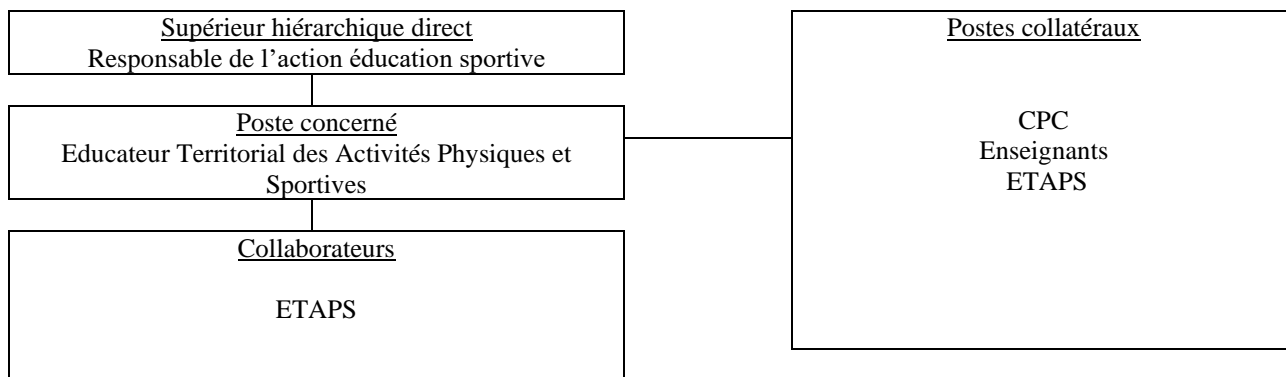 Supérieur hiérarchique direct
Responsable de l’action éducation sportive
Poste concerné
Educateur Territorial des Activités Physiques et
Sportives
Collaborateurs
ETAPS
Postes collatéraux
CPC
Enseignants
ETAPS